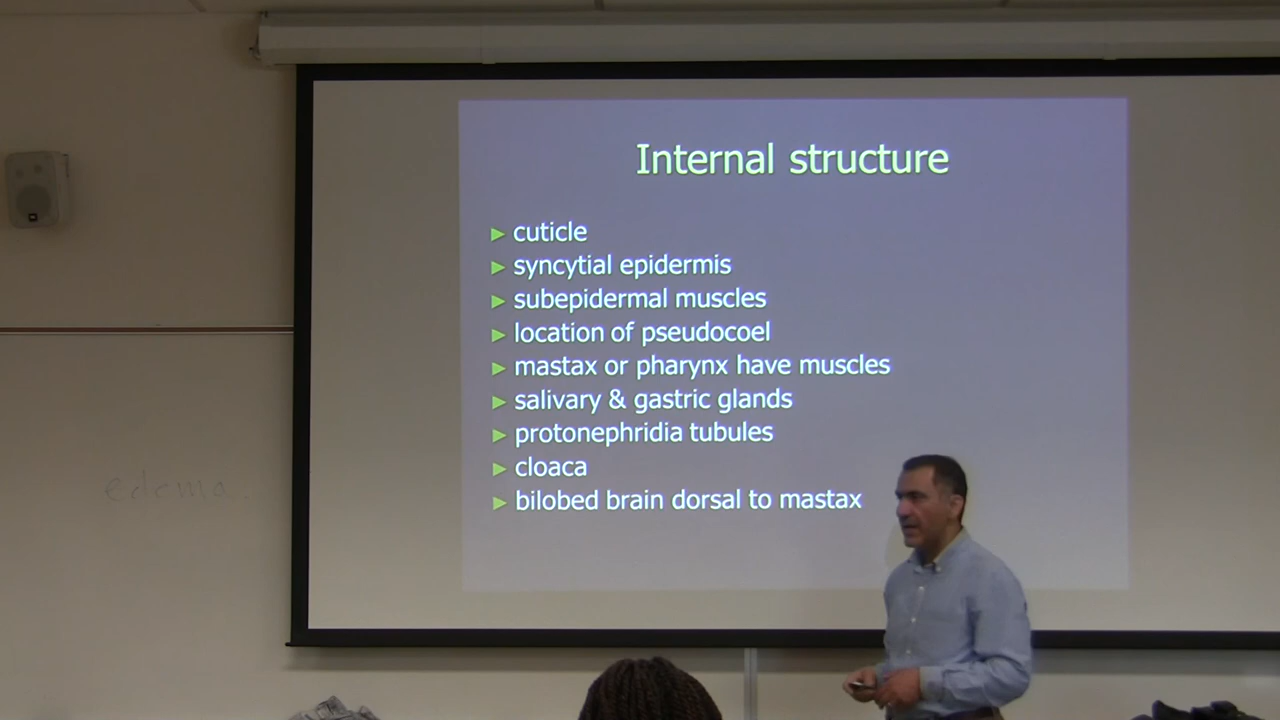 Internal structure
► cuticle
► syncytial epidermis
► subepidermal muscles
► location of pseudocoel
► mastax or pharynx have muscles
► salivary & gastric glands
► protonephridia tubules
► cloaca
► bilobed brain dorsal to mastax
edema